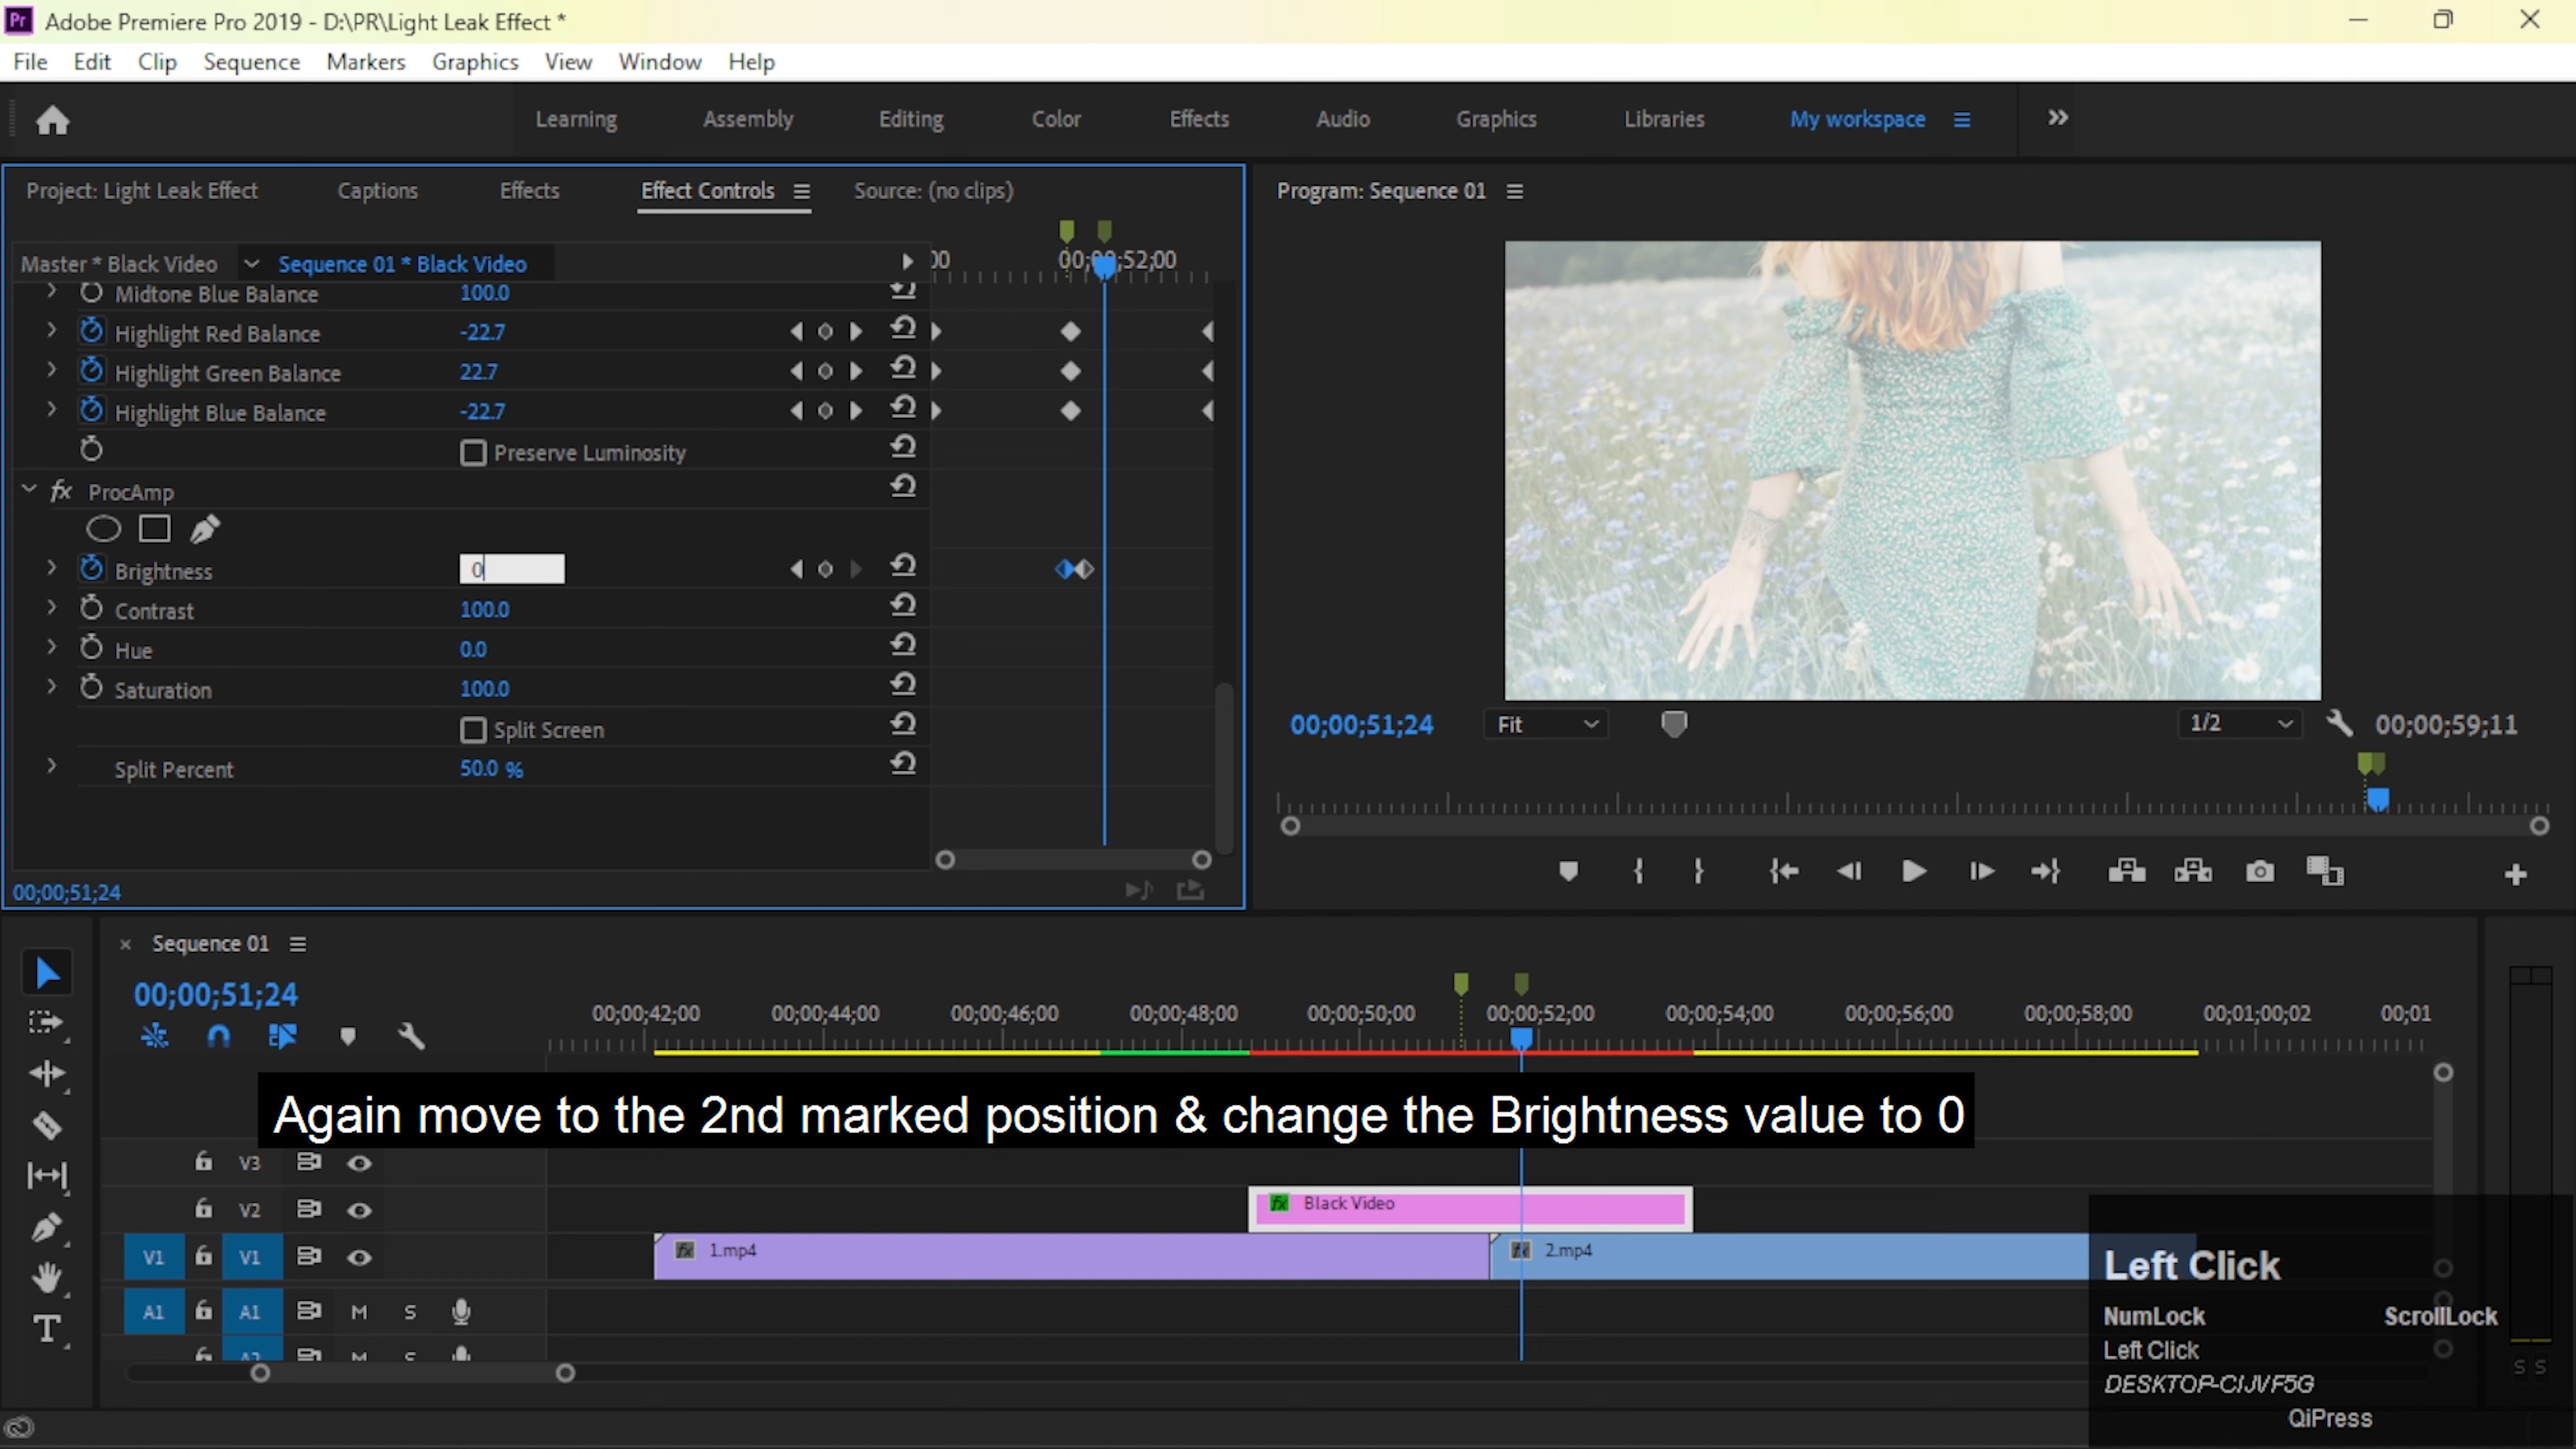 Pr Adobe Premiere Pro 2019 - D:\PR\Light Leak Effect *
File Edit Clip Sequence Markers Graphics View Window Help
Learning Assembly Editing Color Effects Audio Graphics Libraries My workspace
Project: Light Leak Effect Captions Effects Effect Controls Source: (no clips)
Program: Sequence 01
Master * Black Video Sequence 01 * Black Video
Midtone Blue Balance 100.0
Highlight Red Balance -22.7
Highlight Green Balance 22.7
Highlight Blue Balance -22.7
Preserve Luminosity
fx ProcAmp
Brightness 0
Contrast 100.0
Hue 0.0
Saturation 100.0
Split Screen
Split Percent 50.0 %
00;00;51;24
00;00;51;24 Fit 1/2 00;00;59;11
Sequence 01
00;00;51;24
00;00;42;00 00;00;44;00 00;00;46;00 00;00;48;00 00;00;50;00 00;00;52;00 00;00;54;00 00;00;56;00 00;00;58;00 00;01;00;02 00;01
Again move to the 2nd marked position & change the Brightness value to 0
V3
V2 fx Black Video
V1 V1 fx 1.mp4 fx 2.mp4
A1 A1 M S
S S
Left Click
NumLock ScrollLock
Left Click
DESKTOP-CIJVF5G
QiPress